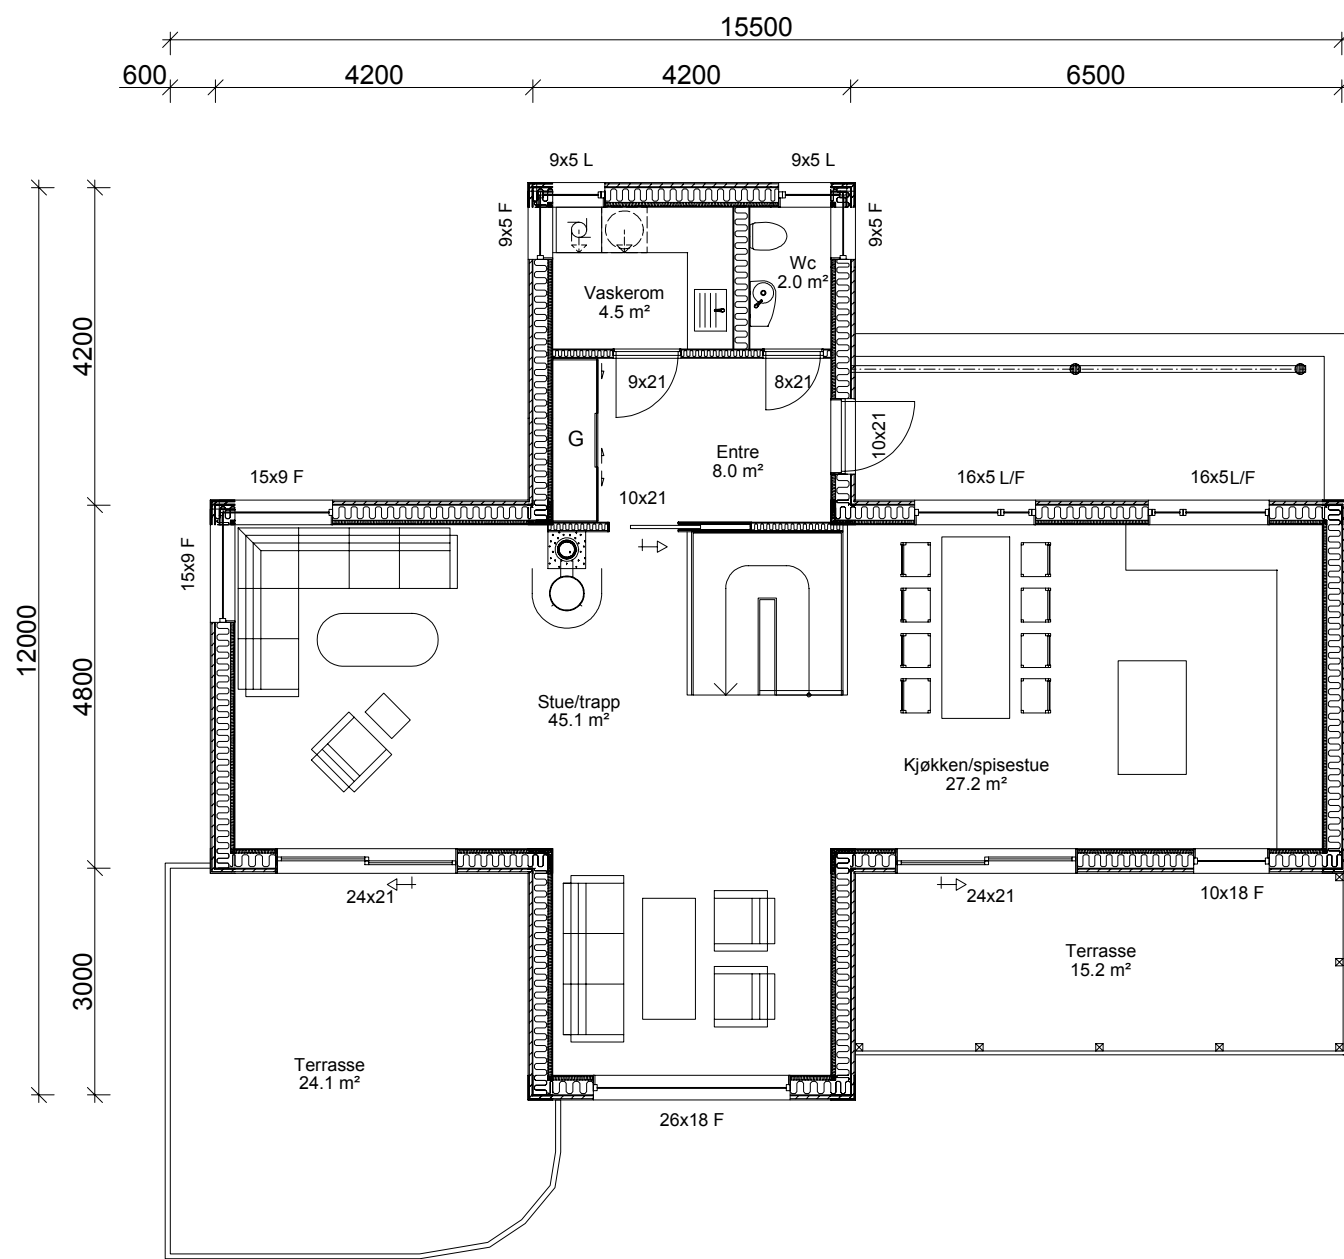 15500
600
4200
4200
6500
9x5 L
9x5 L
9x5 F
9x5 F
Wc
2.0 m²
Vaskerom
4.5 m²
4200
9x21
8x21
10x21
G
Entre
8.0 m²
15x9 F
10x21
16x5 L/F
16x5L/F
15x9 F
12000
4800
Stue/trapp
45.1 m²
Kjøkken/spisestue
27.2 m²
24x21
24x21
10x18 F
3000
Terrasse
15.2 m²
Terrasse
24.1 m²
26x18 F